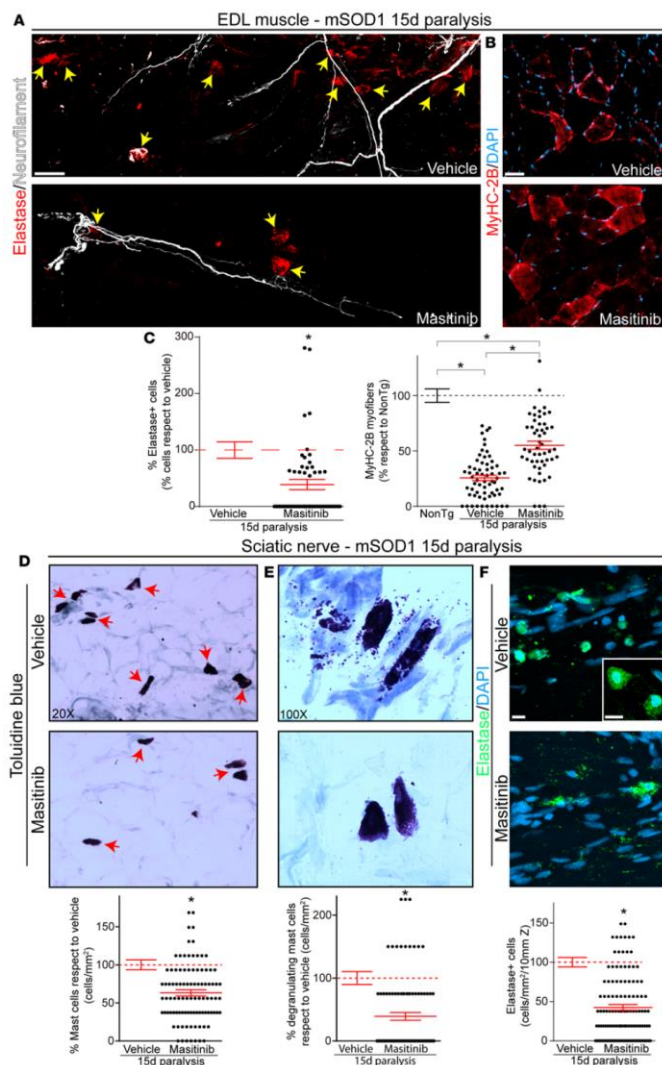 A
EDL muscle - mSOD1 15d paralysis
B
Elastase/Neurofilament
Vehicle
Masitinib
MyHC-2B/DAPI
Vehicle
Masitinib
C
% Elastase+ cells
(% cells respect to vehicle)
300
200
100
0
*
Vehicle
Masitinib
15d paralysis
MyHC-2B myofibers
(% respect to NonTg)
100
50
0
*
*
*
NonTg
Vehicle
Masitinib
15d paralysis
Sciatic nerve - mSOD1 15d paralysis
D
E
F
Toluidine blue
Vehicle
Masitinib
20X
100X
Elastase/DAPI
Vehicle
Masitinib
% Mast cells respect to vehicle
(cells/mm²)
150
100
50
0
*
Vehicle
Masitinib
15d paralysis
% degranulating mast cells
respect to vehicle (cells/mm²)
200
100
0
*
Vehicle
Masitinib
15d paralysis
Elastase+ cells
(cells/mm²/10mm Z)
150
100
50
0
*
Vehicle
Masitinib
15d paralysis